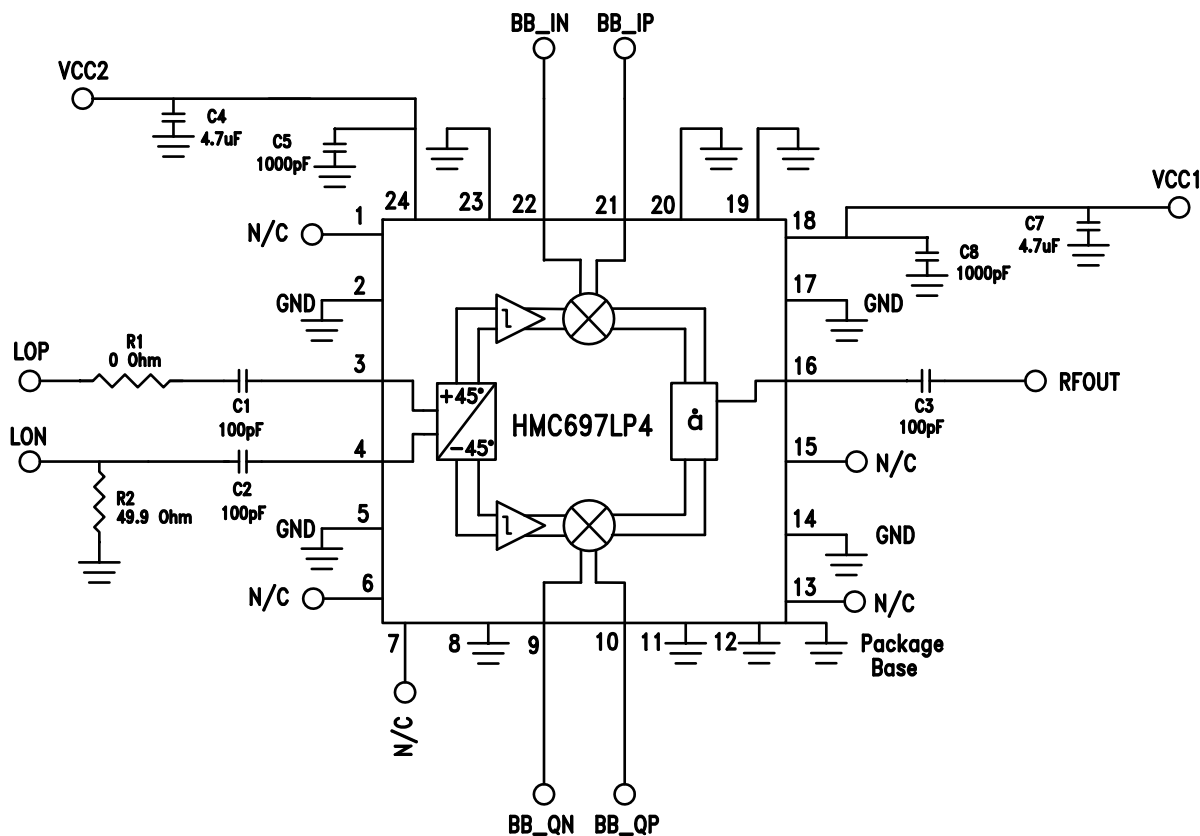 BB_IN
BB_IP
VCC2
C4
4.7uF
C5
1000pF
24
23
22
21
20
19
VCC1
C7
4.7uF
C8
1000pF
N/C
1
18
GND
2
17
GND
LOP
R1
0 Ohm
3
C1
100pF
+45°
-45°
HMC697LP4
å
16
C3
100pF
RFOUT
LON
R2
49.9 Ohm
C2
100pF
4
15
N/C
GND
5
14
GND
N/C
6
13
N/C
7
8
9
10
11
12
Package
Base
N/C
BB_QN
BB_QP